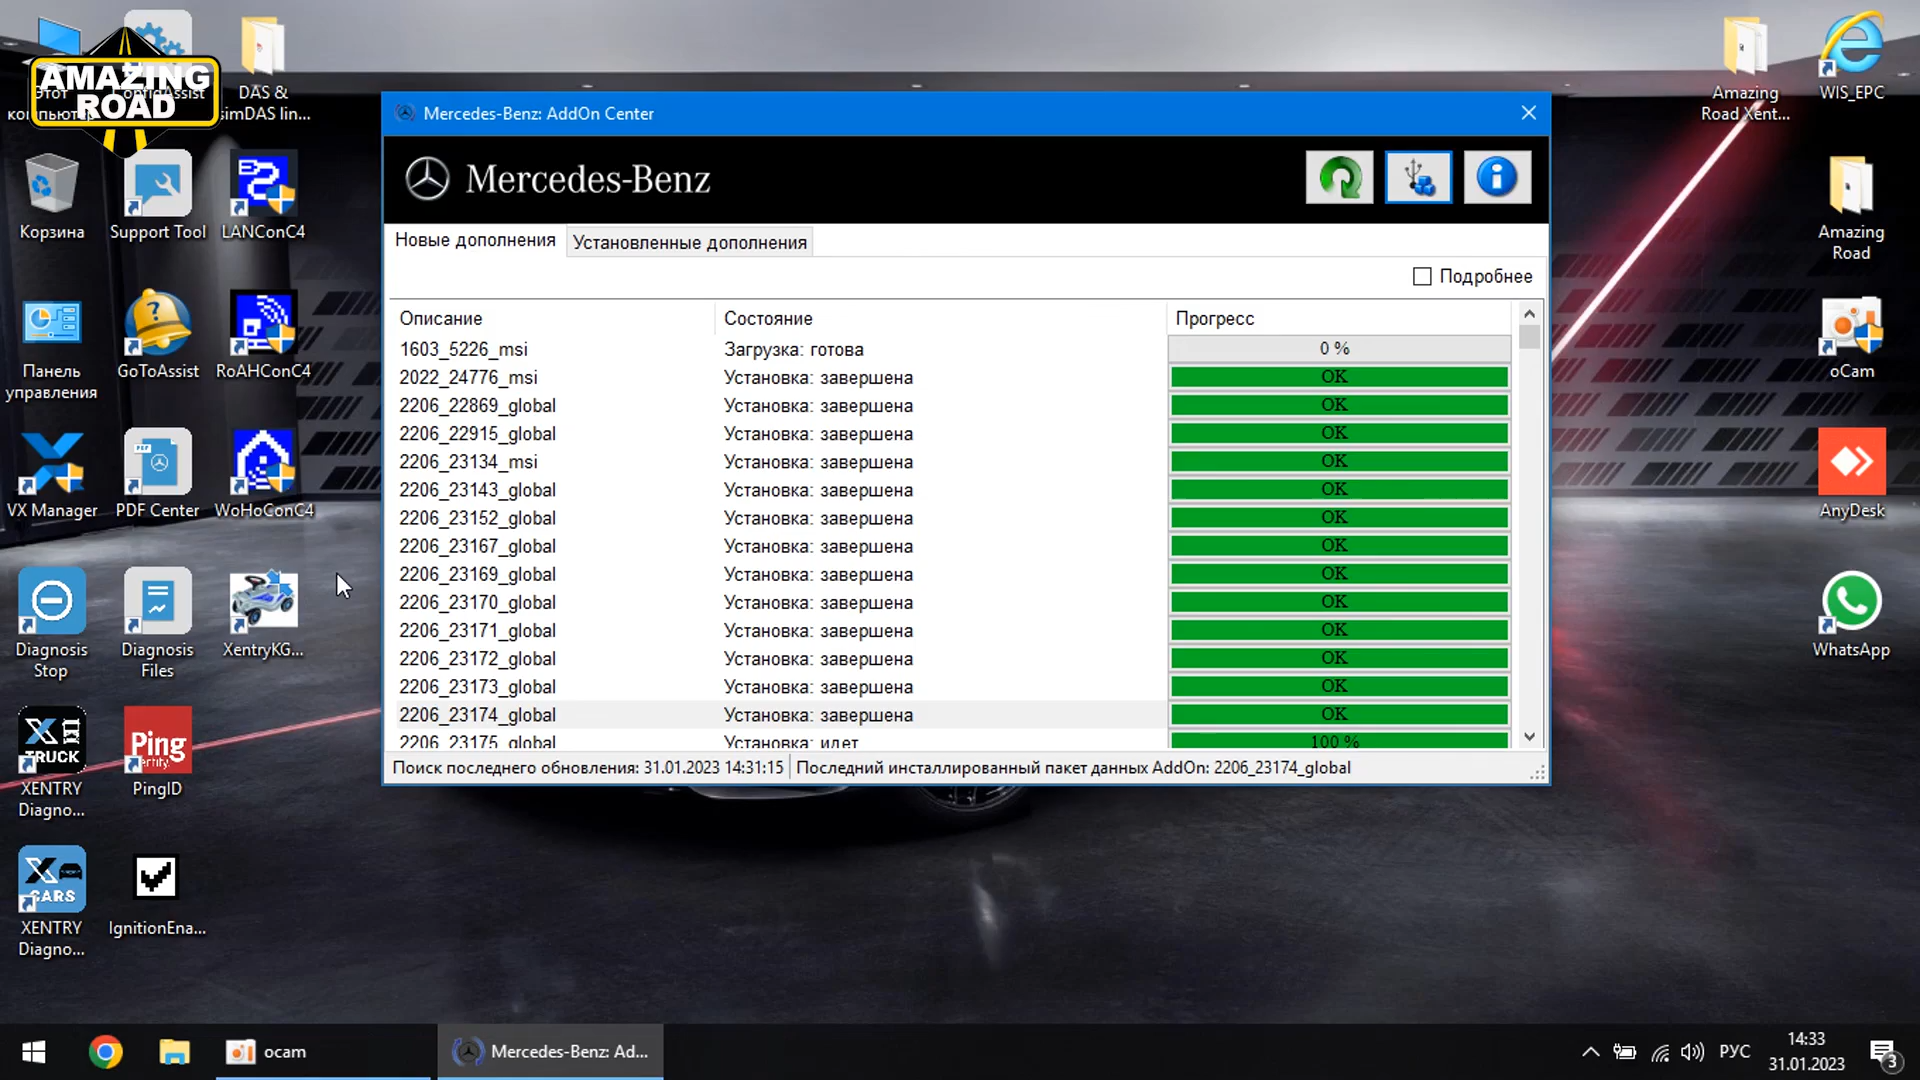 AMAZING
ROAD
Этот
компьютер
DAS &
simDAS lin...
Корзина
Support Tool
LANConC4
Панель
управления
GoToAssist
RoAHConC4
VX Manager
PDF Center
WoHoConC4
Diagnosis
Stop
Diagnosis
Files
XentryKG...
TRUCK
XENTRY
Diagno...
Ping
PingID
CARS
XENTRY
Diagno...
IgnitionEna...
Mercedes-Benz: AddOn Center
Mercedes-Benz
Новые дополнения
Установленные дополнения
Подробнее
Описание Состояние Прогресс
1603_5226_msi Загрузка: готова 0 %
2022_24776_msi Установка: завершена OK
2206_22869_global Установка: завершена OK
2206_22915_global Установка: завершена OK
2206_23134_msi Установка: завершена OK
2206_23143_global Установка: завершена OK
2206_23152_global Установка: завершена OK
2206_23167_global Установка: завершена OK
2206_23169_global Установка: завершена OK
2206_23170_global Установка: завершена OK
2206_23171_global Установка: завершена OK
2206_23172_global Установка: завершена OK
2206_23173_global Установка: завершена OK
2206_23174_global Установка: завершена OK
2206_23175_global Установка: идет 100 %
Поиск последнего обновления: 31.01.2023 14:31:15 Последний инсталлированный пакет данных AddOn: 2206_23174_global
Amazing
Road Xent...
WIS_EPC
Amazing
Road
oCam
AnyDesk
WhatsApp
ocam
Mercedes-Benz: Ad...
РУС
14:33
31.01.2023
3